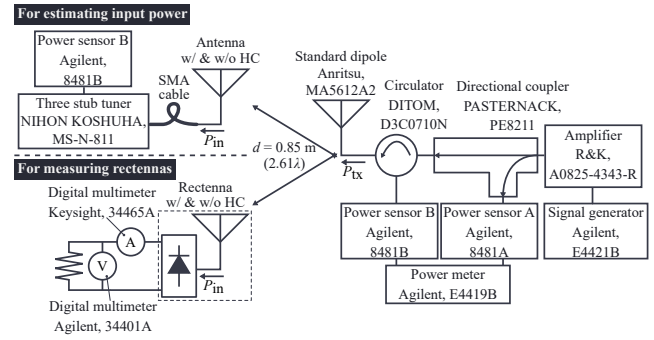 For estimating input power
Power sensor B
Agilent,
8481B
Three stub tuner
NIHON KOSHUHA,
MS-N-811
SMA
cable
Antenna
w/ & w/o HC
Pin
d = 0.85 m
(2.61λ)
Standard dipole
Anritsu,
MA5612A2
Ptx
Circulator
DITOM,
D3C0710N
Directional coupler
PASTERNACK,
PE8211
Amplifier
R&K,
A0825-4343-R
Power sensor B
Agilent,
8481B
Power sensor A
Agilent,
8481A
Signal generator
Agilent,
E4421B
Power meter
Agilent, E4419B
For measuring rectennas
Digital multimeter
Keysight, 34465A
Rectenna
w/ & w/o HC
A
V
Pin
Digital multimeter
Agilent, 34401A